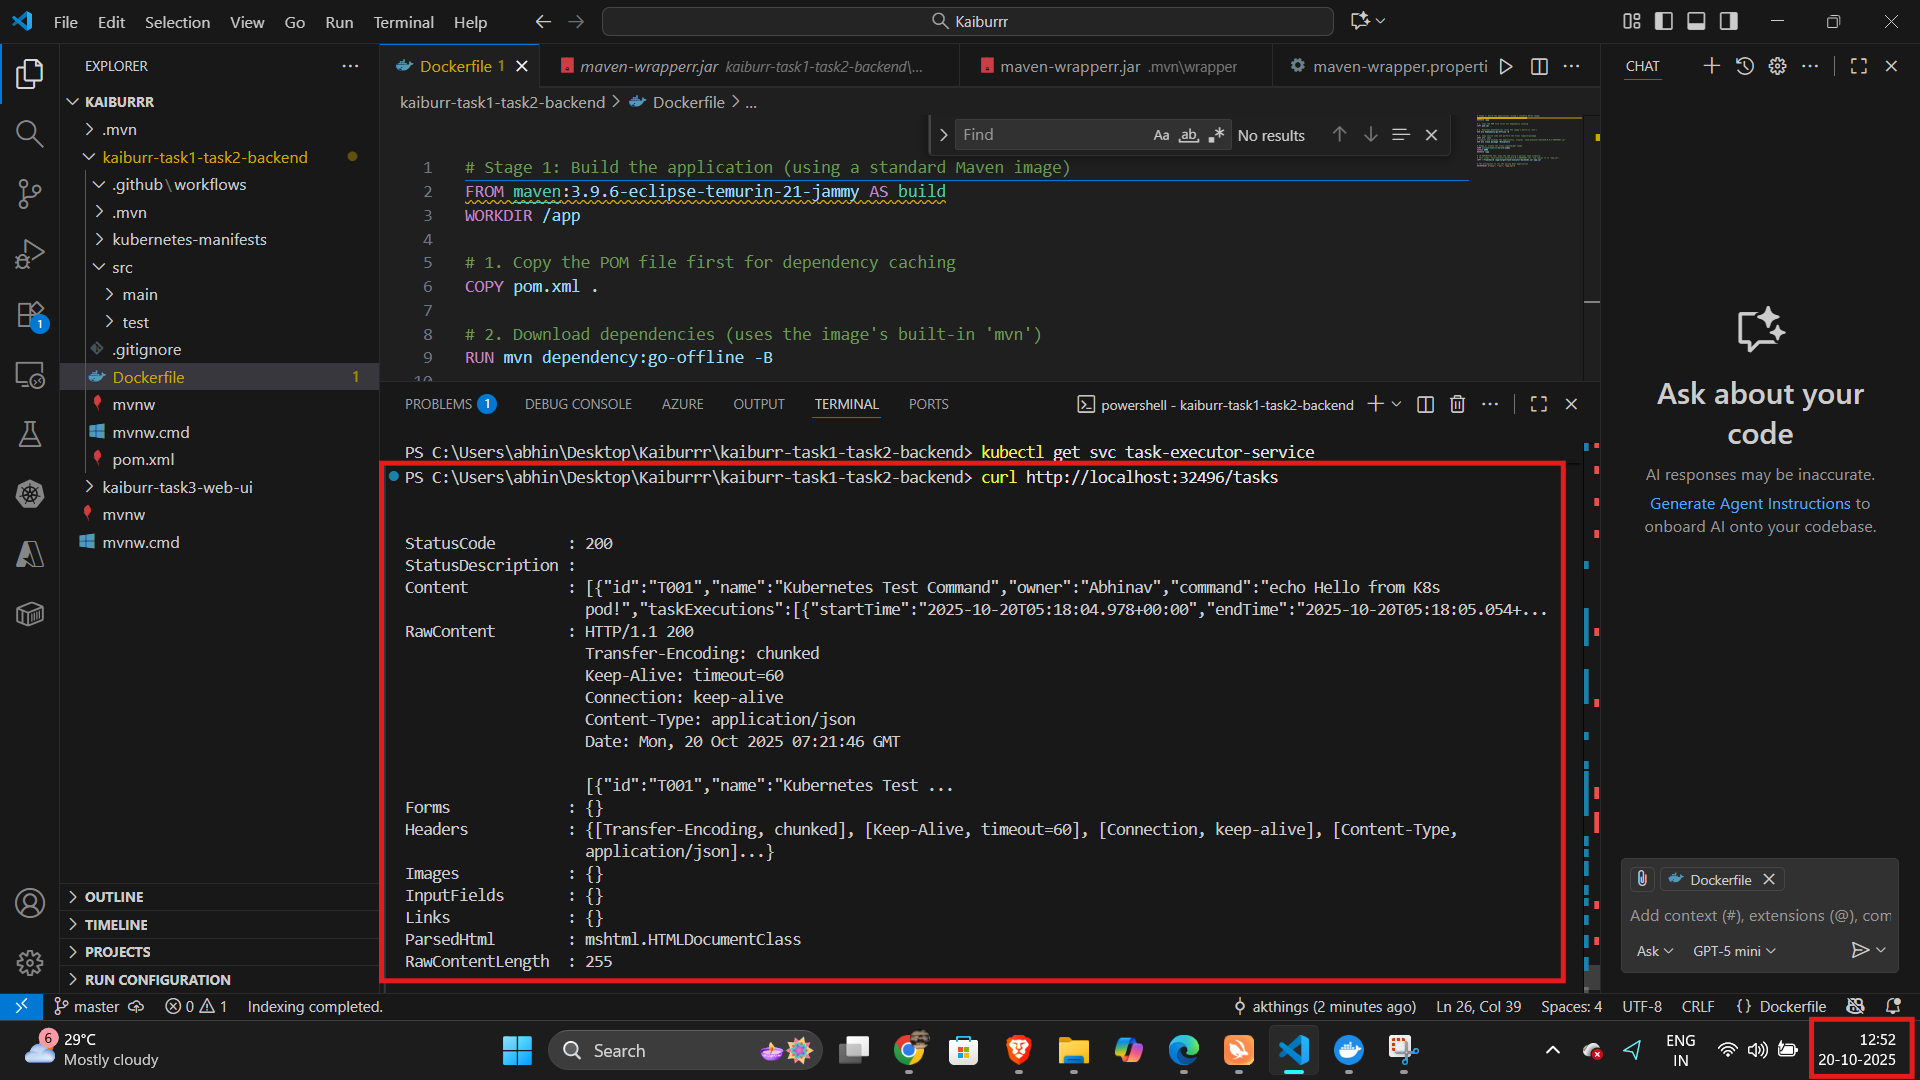 File Edit Selection View Go Run Terminal Help
Kaiburrr
EXPLORER
KAIBURRR
.mvn
kaiburr-task1-task2-backend
.github\workflows
.mvn
kubernetes-manifests
src
main
test
.gitignore
Dockerfile 1
mvnw
mvnw.cmd
pom.xml
kaiburr-task3-web-ui
mvnw
mvnw.cmd
OUTLINE
TIMELINE
PROJECTS
RUN CONFIGURATION
1
Dockerfile 1
maven-wrapperr.jar kaiburr-task1-task2-backend\...
maven-wrapperr.jar .mvn\wrapper
maven-wrapper.properti
kaiburr-task1-task2-backend > Dockerfile > ...
Find
Aa ab
No results
1 # Stage 1: Build the application (using a standard Maven image)
2 FROM maven:3.9.6-eclipse-temurin-21-jammy AS build
3 WORKDIR /app
4
5 # 1. Copy the POM file first for dependency caching
6 COPY pom.xml .
7
8 # 2. Download dependencies (uses the image's built-in 'mvn')
9 RUN mvn dependency:go-offline -B
10
PROBLEMS 1 DEBUG CONSOLE AZURE OUTPUT TERMINAL PORTS
powershell - kaiburr-task1-task2-backend
PS C:\Users\abhin\Desktop\Kaiburrr\kaiburr-task1-task2-backend> kubectl get svc task-executor-service
PS C:\Users\abhin\Desktop\Kaiburrr\kaiburr-task1-task2-backend> curl http://localhost:32496/tasks
StatusCode : 200
StatusDescription :
Content : [{"id":"T001","name":"Kubernetes Test Command","owner":"Abhinav","command":"echo Hello from K8s
pod!","taskExecutions":[{"startTime":"2025-10-20T05:18:04.978+00:00","endTime":"2025-10-20T05:18:05.054+...
RawContent : HTTP/1.1 200
Transfer-Encoding: chunked
Keep-Alive: timeout=60
Connection: keep-alive
Content-Type: application/json
Date: Mon, 20 Oct 2025 07:21:46 GMT
[{"id":"T001","name":"Kubernetes Test ...
Forms : {}
Headers : {[Transfer-Encoding, chunked], [Keep-Alive, timeout=60], [Connection, keep-alive], [Content-Type,
application/json]...}
Images : {}
InputFields : {}
Links : {}
ParsedHtml : mshtml.HTMLDocumentClass
RawContentLength : 255
CHAT
Ask about your
code
AI responses may be inaccurate.
Generate Agent Instructions to
onboard AI onto your codebase.
Dockerfile
Add context (#), extensions (@), com
Ask GPT-5 mini
master 0 1 Indexing completed.
akthings (2 minutes ago) Ln 26, Col 39 Spaces: 4 UTF-8 CRLF {} Dockerfile
6
29°C
Mostly cloudy
Search
ENG
IN
12:52
20-10-2025